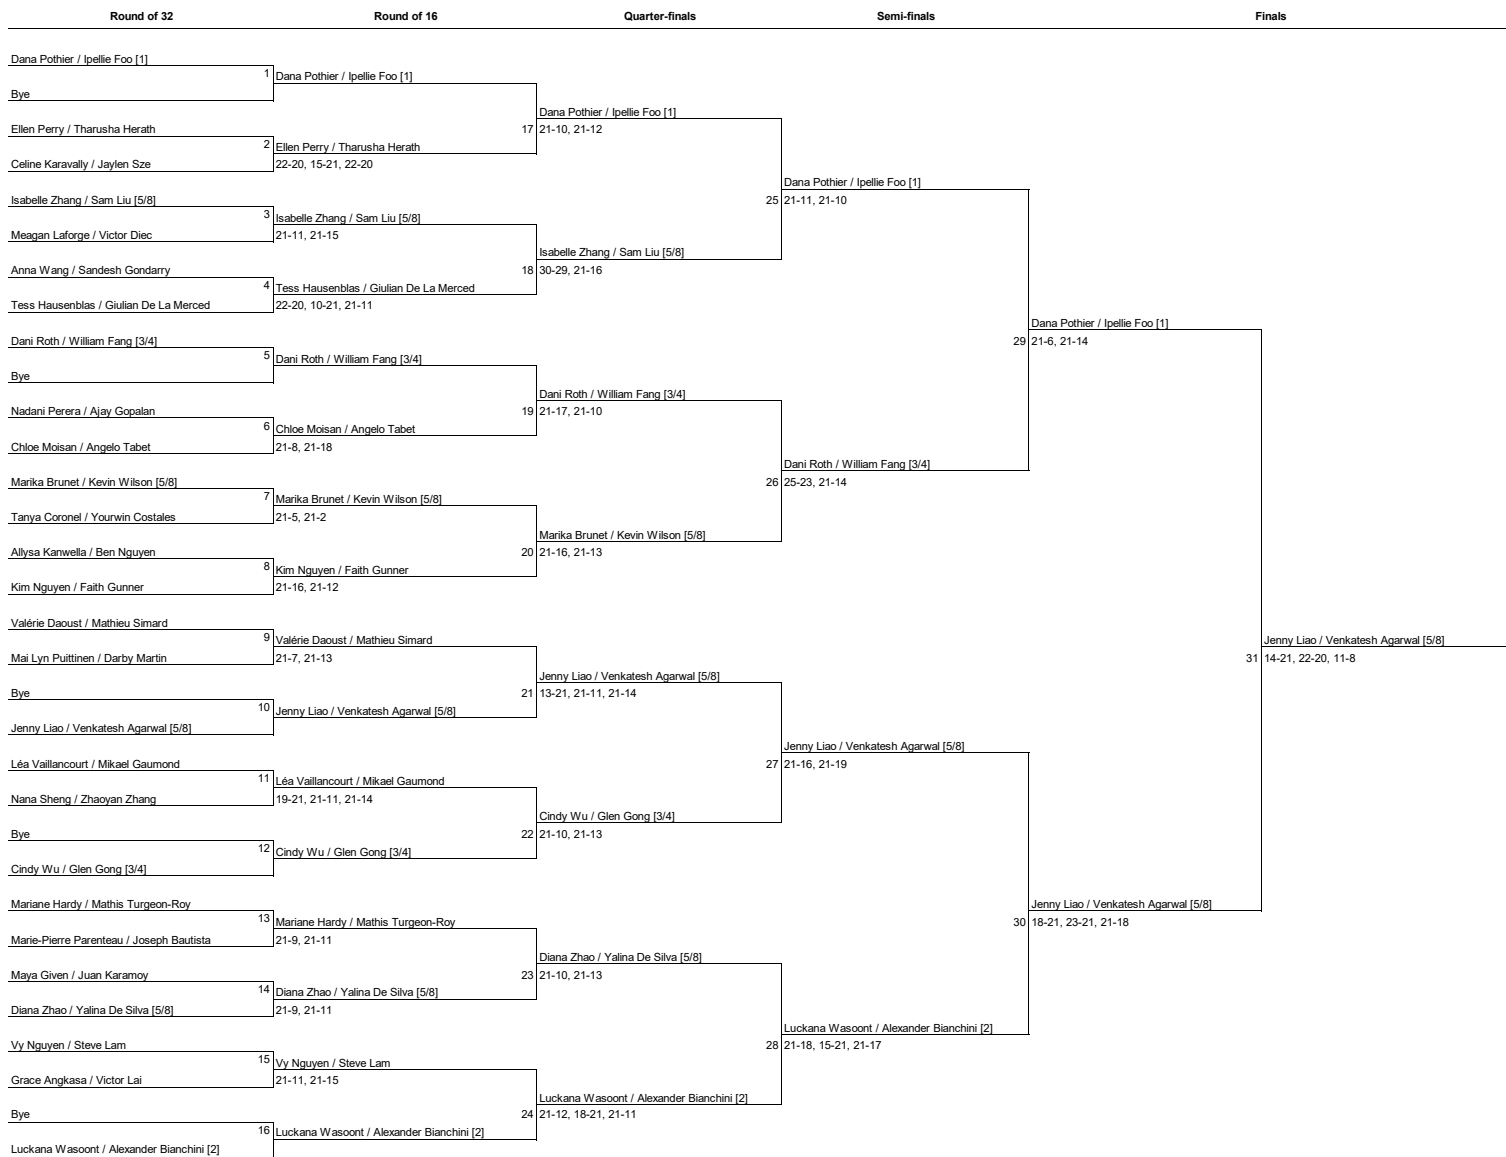 Round of 32 Round of 16 Quarter-finals Semi-finals Finals
Dana Pothier / Ipellie Foo [1]
1 Dana Pothier / Ipellie Foo [1]
Bye
Dana Pothier / Ipellie Foo [1]
Ellen Perry / Tharusha Herath
17 21-10, 21-12
2 Ellen Perry / Tharusha Herath
Celine Karavally / Jaylen Sze
22-20, 15-21, 22-20
Dana Pothier / Ipellie Foo [1]
Isabelle Zhang / Sam Liu [5/8]
25 21-11, 21-10
3 Isabelle Zhang / Sam Liu [5/8]
Meagan Laforge / Victor Diec
21-11, 21-15
Isabelle Zhang / Sam Liu [5/8]
Anna Wang / Sandesh Gondarry
18 30-29, 21-16
4 Tess Hausenblas / Giulian De La Merced
Tess Hausenblas / Giulian De La Merced
22-20, 10-21, 21-11
Dana Pothier / Ipellie Foo [1]
Dani Roth / William Fang [3/4]
29 21-6, 21-14
5 Dani Roth / William Fang [3/4]
Bye
Dani Roth / William Fang [3/4]
Nadani Perera / Ajay Gopalan
19 21-17, 21-10
6 Chloe Moisan / Angelo Tabet
Chloe Moisan / Angelo Tabet
21-8, 21-18
Dani Roth / William Fang [3/4]
Marika Brunet / Kevin Wilson [5/8]
26 25-23, 21-14
7 Marika Brunet / Kevin Wilson [5/8]
Tanya Coronel / Yourwin Costales
21-5, 21-2
Marika Brunet / Kevin Wilson [5/8]
Allysa Kanwella / Ben Nguyen
20 21-16, 21-13
8 Kim Nguyen / Faith Gunner
Kim Nguyen / Faith Gunner
21-16, 21-12
Valérie Daoust / Mathieu Simard
9 Valérie Daoust / Mathieu Simard
Jenny Liao / Venkatesh Agarwal [5/8]
Mai Lyn Puittinen / Darby Martin
21-7, 21-13
31 14-21, 22-20, 11-8
Jenny Liao / Venkatesh Agarwal [5/8]
Bye
21 13-21, 21-11, 21-14
10 Jenny Liao / Venkatesh Agarwal [5/8]
Jenny Liao / Venkatesh Agarwal [5/8]
Jenny Liao / Venkatesh Agarwal [5/8]
Léa Vaillancourt / Mikael Gaumond
27 21-16, 21-19
11 Léa Vaillancourt / Mikael Gaumond
Nana Sheng / Zhaoyan Zhang
19-21, 21-11, 21-14
Cindy Wu / Glen Gong [3/4]
Bye
22 21-10, 21-13
12 Cindy Wu / Glen Gong [3/4]
Cindy Wu / Glen Gong [3/4]
Mariane Hardy / Mathis Turgeon-Roy
Jenny Liao / Venkatesh Agarwal [5/8]
13 Mariane Hardy / Mathis Turgeon-Roy
30 18-21, 23-21, 21-18
Marie-Pierre Parenteau / Joseph Bautista
21-9, 21-11
Diana Zhao / Yalina De Silva [5/8]
Maya Given / Juan Karamoy
23 21-10, 21-13
14 Diana Zhao / Yalina De Silva [5/8]
Diana Zhao / Yalina De Silva [5/8]
21-9, 21-11
Luckana Wasoont / Alexander Bianchini [2]
Vy Nguyen / Steve Lam
28 21-18, 15-21, 21-17
15 Vy Nguyen / Steve Lam
Grace Angkasa / Victor Lai
21-11, 21-15
Luckana Wasoont / Alexander Bianchini [2]
Bye
24 21-12, 18-21, 21-11
16 Luckana Wasoont / Alexander Bianchini [2]
Luckana Wasoont / Alexander Bianchini [2]